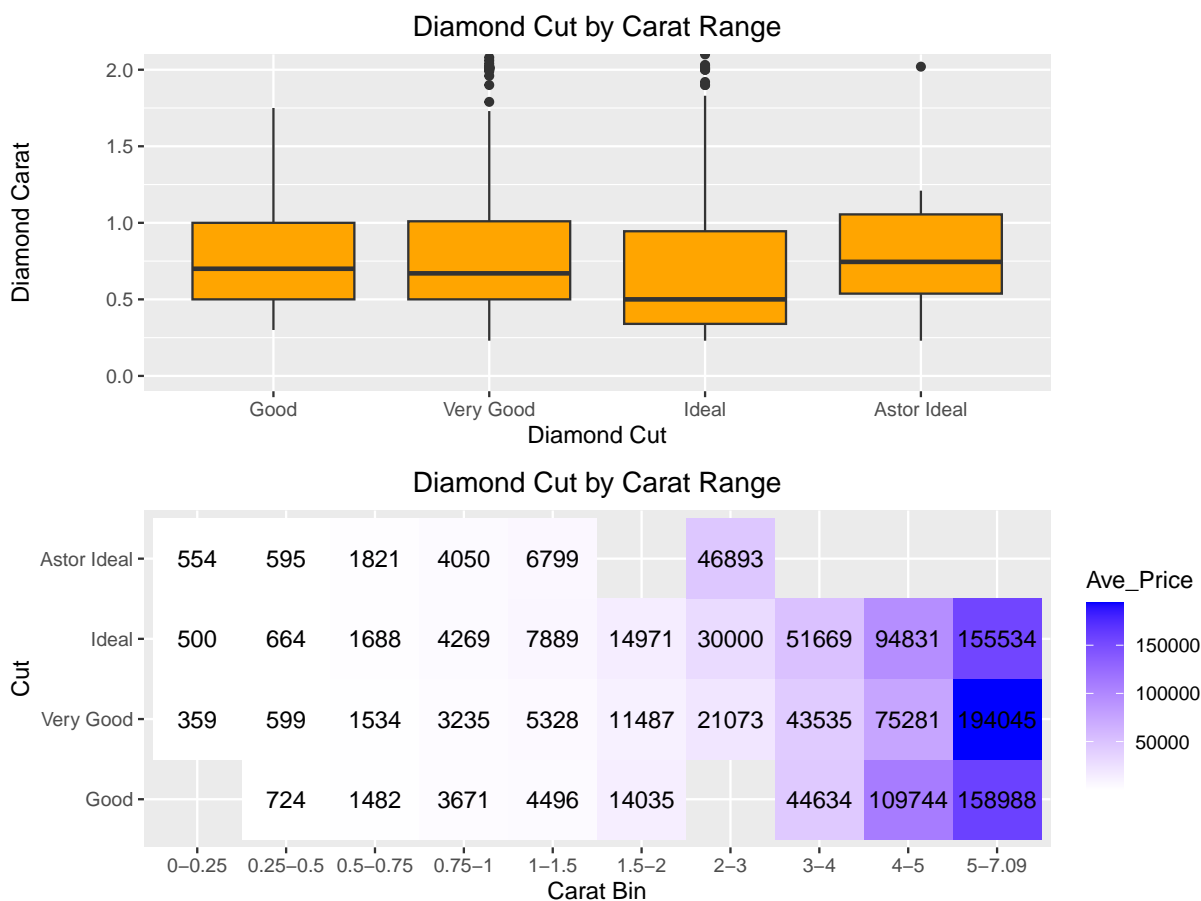 Diamond Cut by Carat Range
2.0
1.5
1.0
0.5
0.0
Diamond Carat
Good Very Good Ideal Astor Ideal
Diamond Cut
Diamond Cut by Carat Range
Astor Ideal 554 595 1821 4050 6799 46893
Ideal 500 664 1688 4269 7889 14971 30000 51669 94831 155534
Very Good 359 599 1534 3235 5328 11487 21073 43535 75281 194045
Good 724 1482 3671 4496 14035 44634 109744 158988
Cut
0–0.25 0.25–0.5 0.5–0.75 0.75–1 1–1.5 1.5–2 2–3 3–4 4–5 5–7.09
Carat Bin
Ave_Price
150000
100000
50000